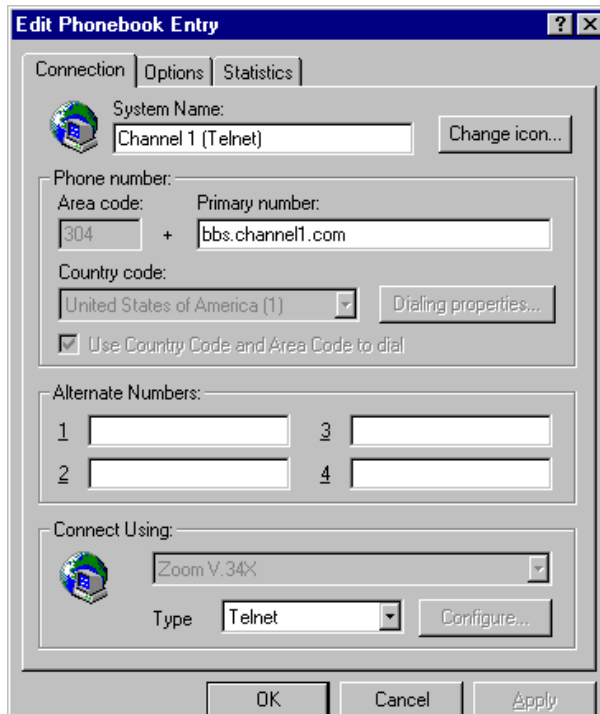 Edit Phonebook Entry
Connection Options Statistics
System Name:
Channel 1 (Telnet)
Change icon...
Phone number:
Area code: Primary number:
304 + bbs.channel1.com
Country code:
United States of America (1) Dialing properties...
Use Country Code and Area Code to dial
Alternate Numbers:
1 3
2 4
Connect Using:
Zoom V.34X
Type Telnet Configure...
OK Cancel Apply